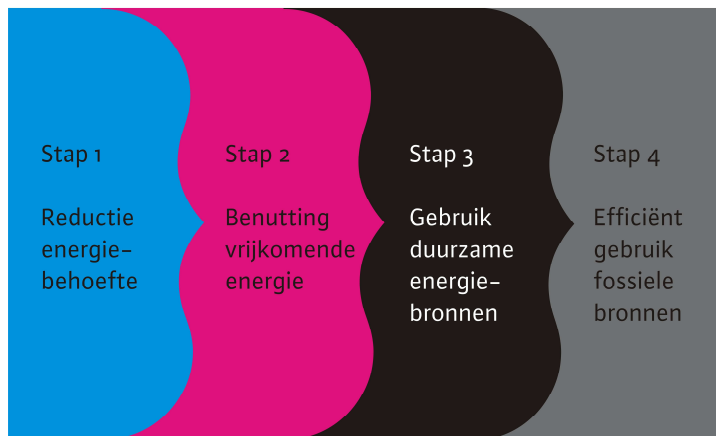 Stap 1
Reductie
energie–
behoefte
Stap 2
Benutting
vrijkomende
energie
Stap 3
Gebruik
duurzame
energie–
bronnen
Stap 4
Efficiënt
gebruik
fossiele
bronnen